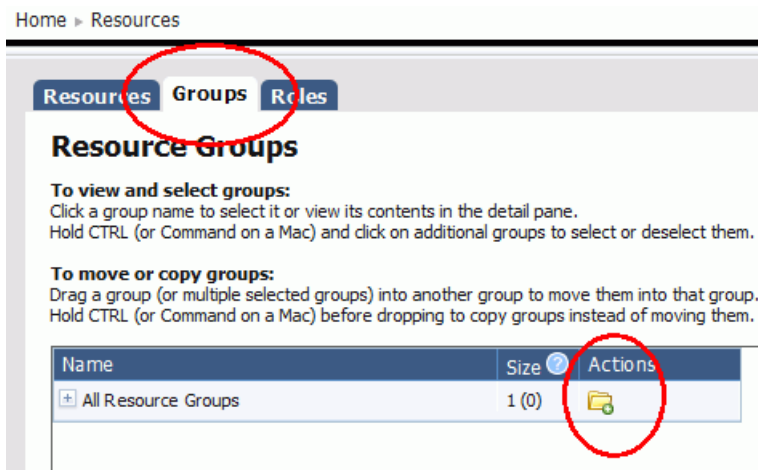 Home ▸ Resources
Resources Groups Roles
Resource Groups
To view and select groups:
Click a group name to select it or view its contents in the detail pane.
Hold CTRL (or Command on a Mac) and click on additional groups to select or deselect them.
To move or copy groups:
Drag a group (or multiple selected groups) into another group to move them into that group.
Hold CTRL (or Command on a Mac) before dropping to copy groups instead of moving them.
Name Size ? Actions
+ All Resource Groups 1 (0)